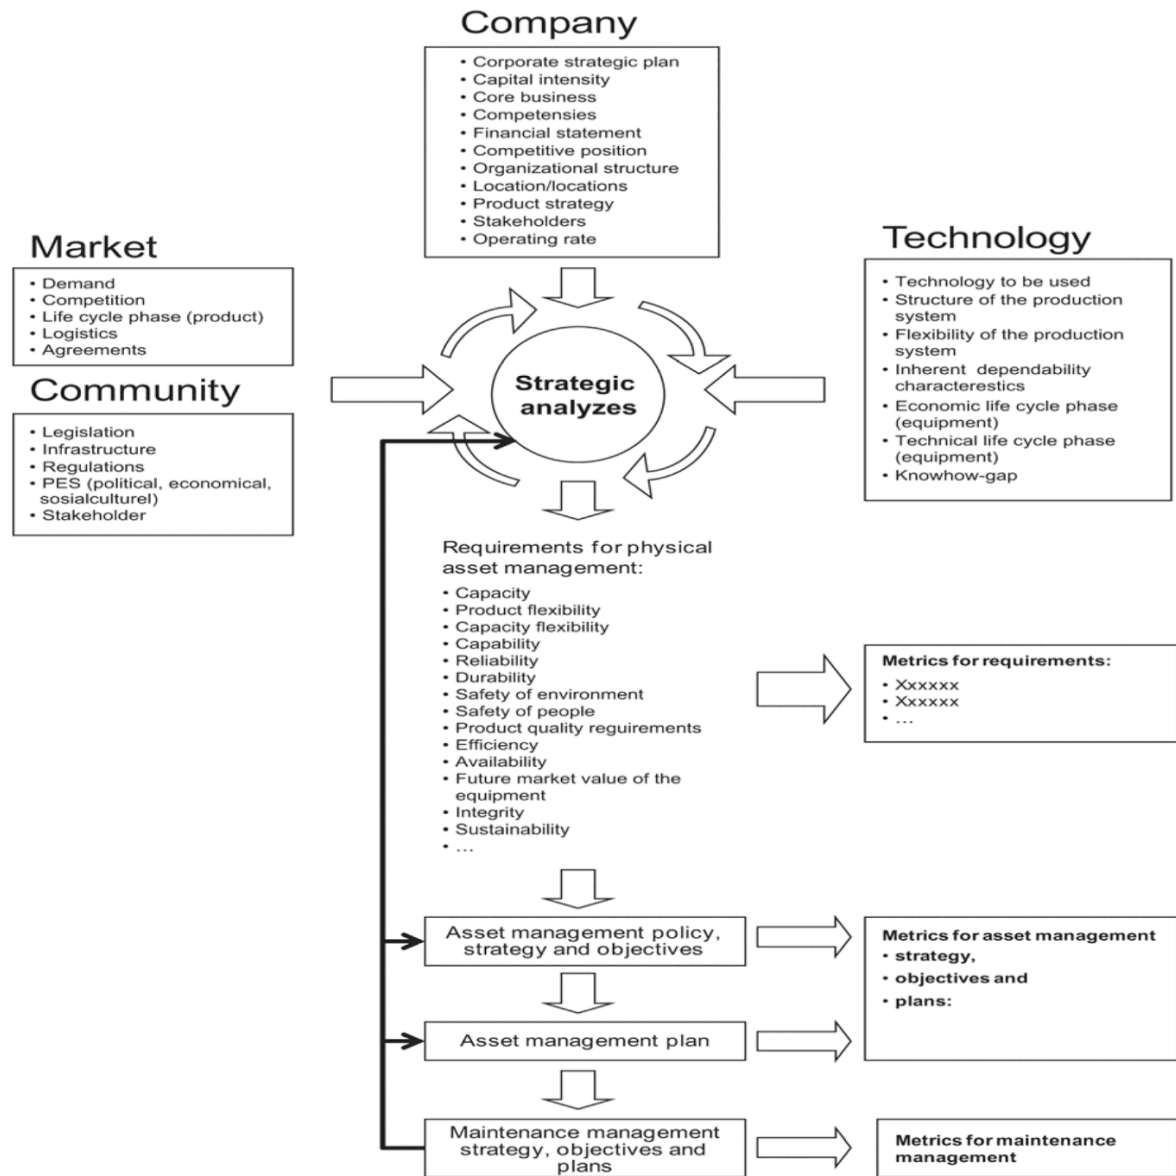 Company
• Corporate strategic plan
• Capital intensity
• Core business
• Competensies
• Financial statement
• Competitive position
• Organizational structure
• Location/locations
• Product strategy
• Stakeholders
• Operating rate
Market
• Demand
• Competition
• Life cycle phase (product)
• Logistics
• Agreements
Community
• Legislation
• Infrastructure
• Regulations
• PES (political, economical,
sosialculturel)
• Stakeholder
Technology
• Technology to be used
• Structure of the production
system
• Flexibility of the production
system
• Inherent dependability
characterestics
• Economic life cycle phase
(equipment)
• Technical life cycle phase
(equipment)
• Knowhow-gap
Strategic
analyzes
Requirements for physical
asset management:
• Capacity
• Product flexibility
• Capacity flexibility
• Capability
• Reliability
• Durability
• Safety of environment
• Safety of people
• Product quality reguirements
• Efficiency
• Availability
• Future market value of the
equipment
• Integrity
• Sustainability
• ...
Metrics for requirements:
• Xxxxxx
• Xxxxxx
• ...
Asset management policy,
strategy and objectives
Asset management plan
Metrics for asset management
• strategy,
• objectives and
• plans:
Maintenance management
strategy, objectives and
plans
Metrics for maintenance
management